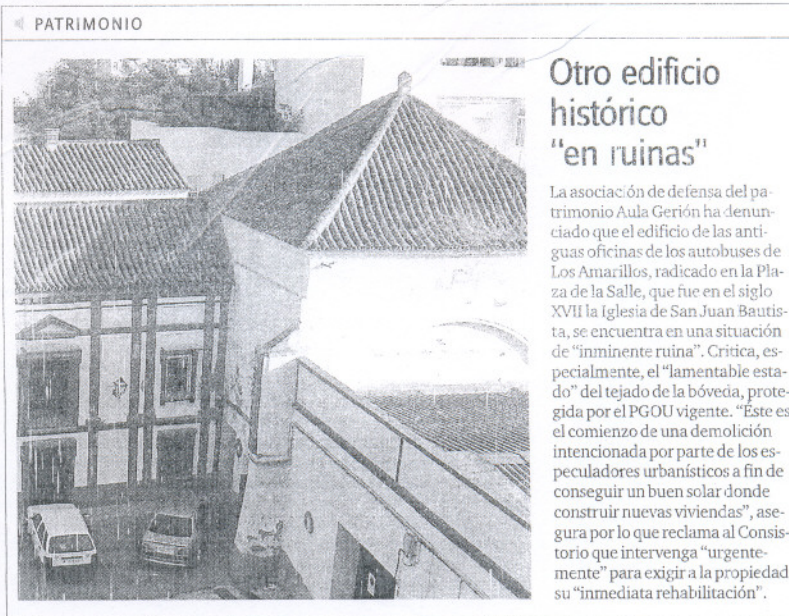 PATRIMONIO
Otro edificio
histórico
"en ruinas"
La asociación de defensa del pa-
trimonio Aula Gerión ha denun-
ciado que el edificio de las anti-
guas oficinas de los autobuses de
Los Amarillos, radicado en la Pla-
za de la Salle, que fue en el siglo
XVII la Iglesia de San Juan Bautis-
ta, se encuentra en una situación
de “inminente ruina”. Critica, es-
pecialmente, el “lamentable esta-
do” del tejado de la bóveda, prote-
gida por el PGOU vigente. “Éste es
el comienzo de una demolición
intencionada por parte de los es-
peculadores urbanísticos a fin de
conseguir un buen solar donde
construir nuevas viviendas”, ase-
gura por lo que reclama al Consis-
torio que intervenga “urgente-
mente” para exigir a la propiedad
su “inmediata rehabilitación”.